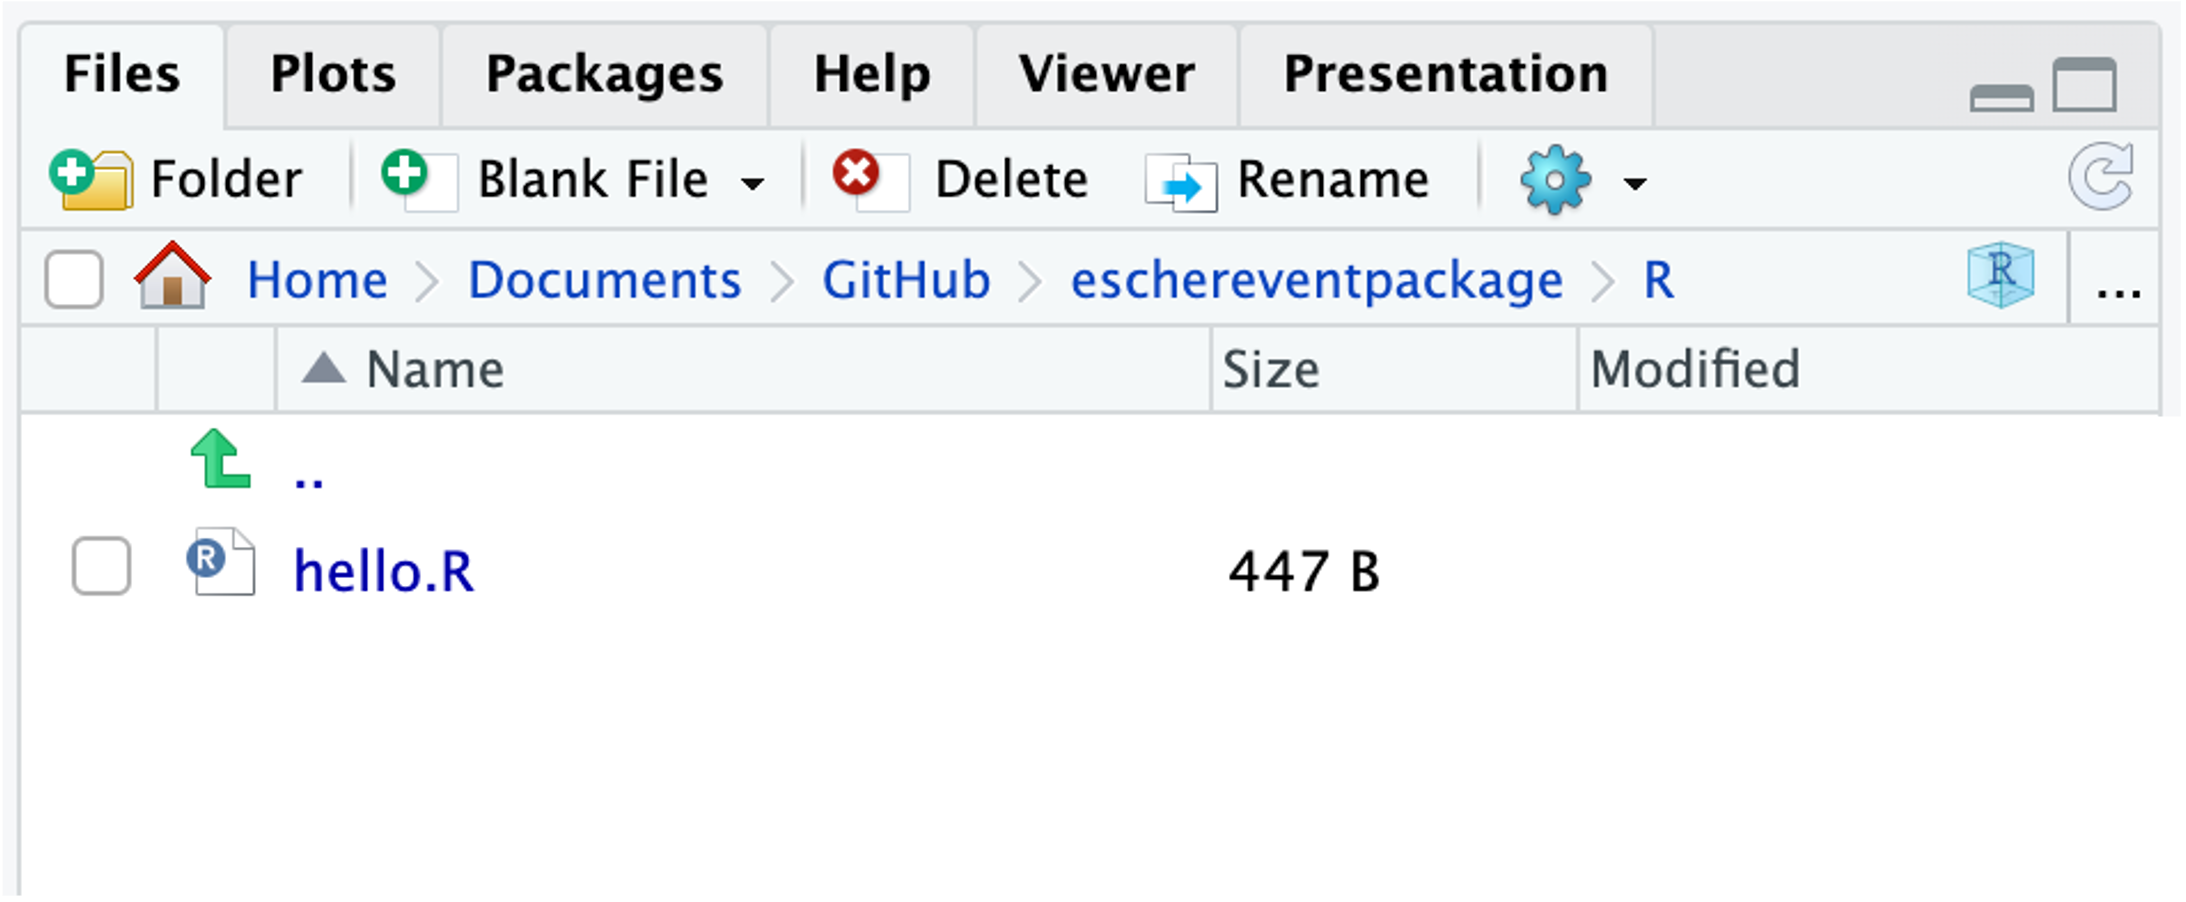 Files Plots Packages Help Viewer Presentation
Folder Blank File Delete Rename
Home Documents GitHub eschereventpackage R R ...
Name Size Modified
..
R hello.R 447 B